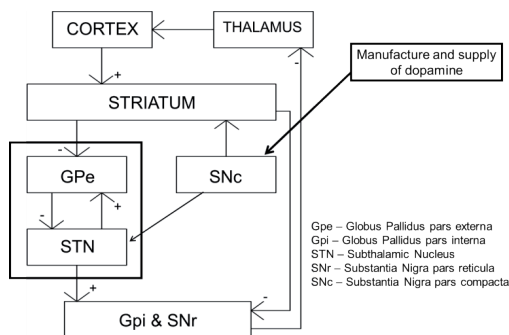 CORTEX
THALAMUS
Manufacture and supply
of dopamine
+
-
STRIATUM
-
GPe
SNc
-
+
STN
+
-
Gpi & SNr
Gpe – Globus Pallidus pars externa
Gpi – Globus Pallidus pars interna
STN – Subthalamic Nucleus
SNr – Substantia Nigra pars reticula
SNc – Substantia Nigra pars compacta